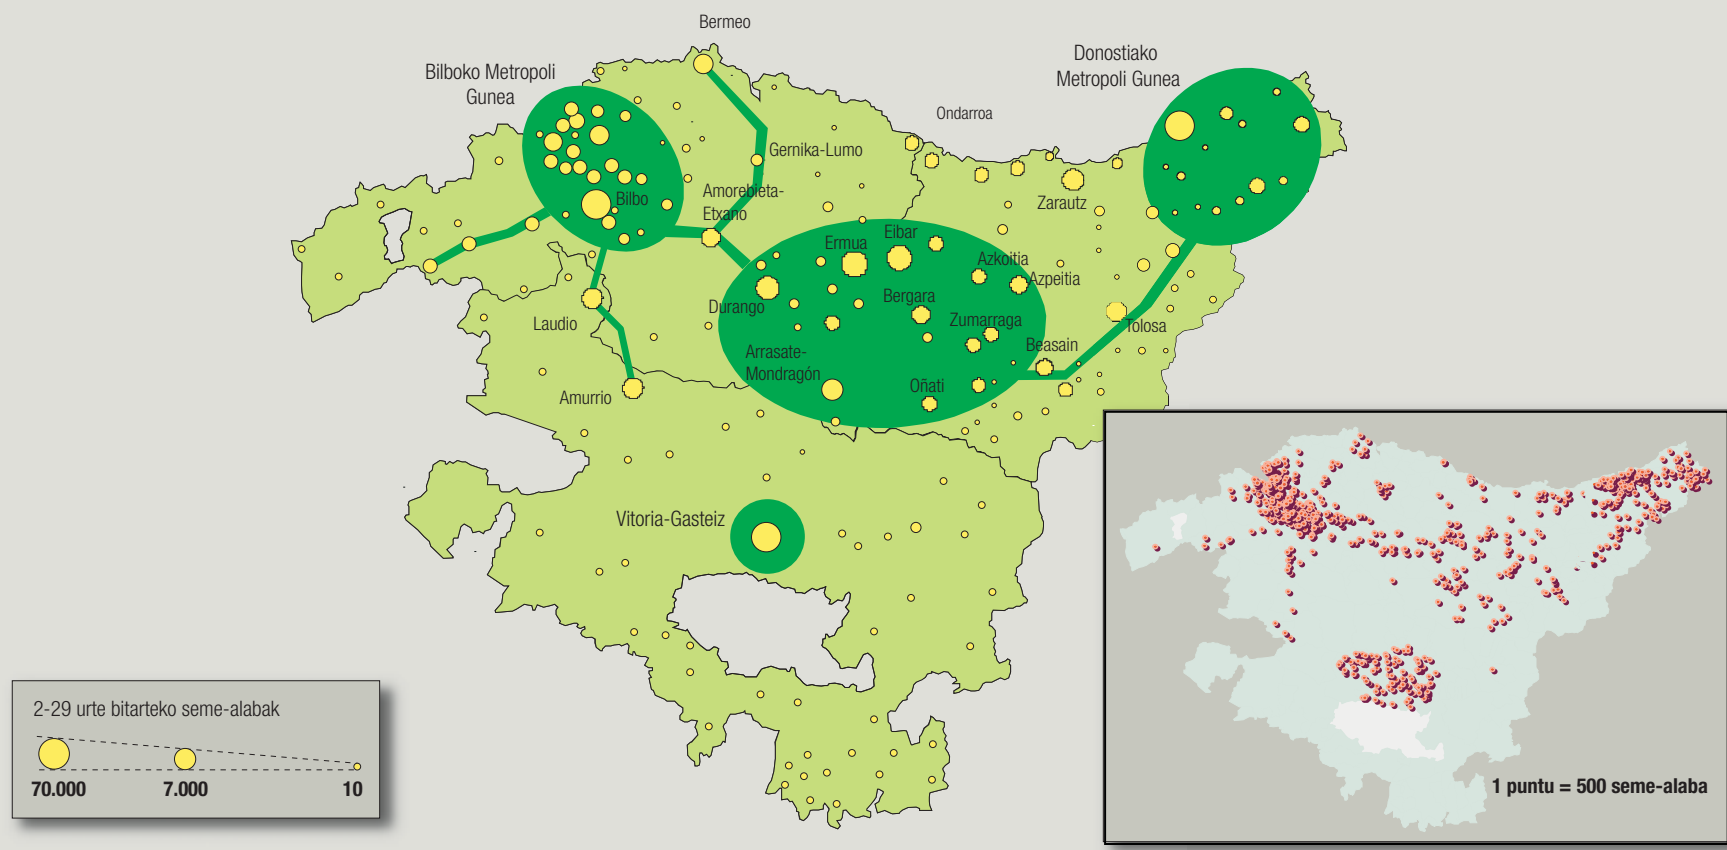 Bermeo
Bilboko Metropoli
Gunea
Donostiako
Metropoli Gunea
Ondarroa
Gernika-Lumo
Amorebieta-
Etxano
Bilbo
Zarautz
Ermua
Eibar
Azkoitia
Azpeitia
Durango
Bergara
Zumarraga
Laudio
Tolosa
Beasain
Arrasate-
Mondragón
Oñati
Amurrio
Vitoria-Gasteiz
2-29 urte bitarteko seme-alabak
70.000
7.000
10
1 puntu = 500 seme-alaba